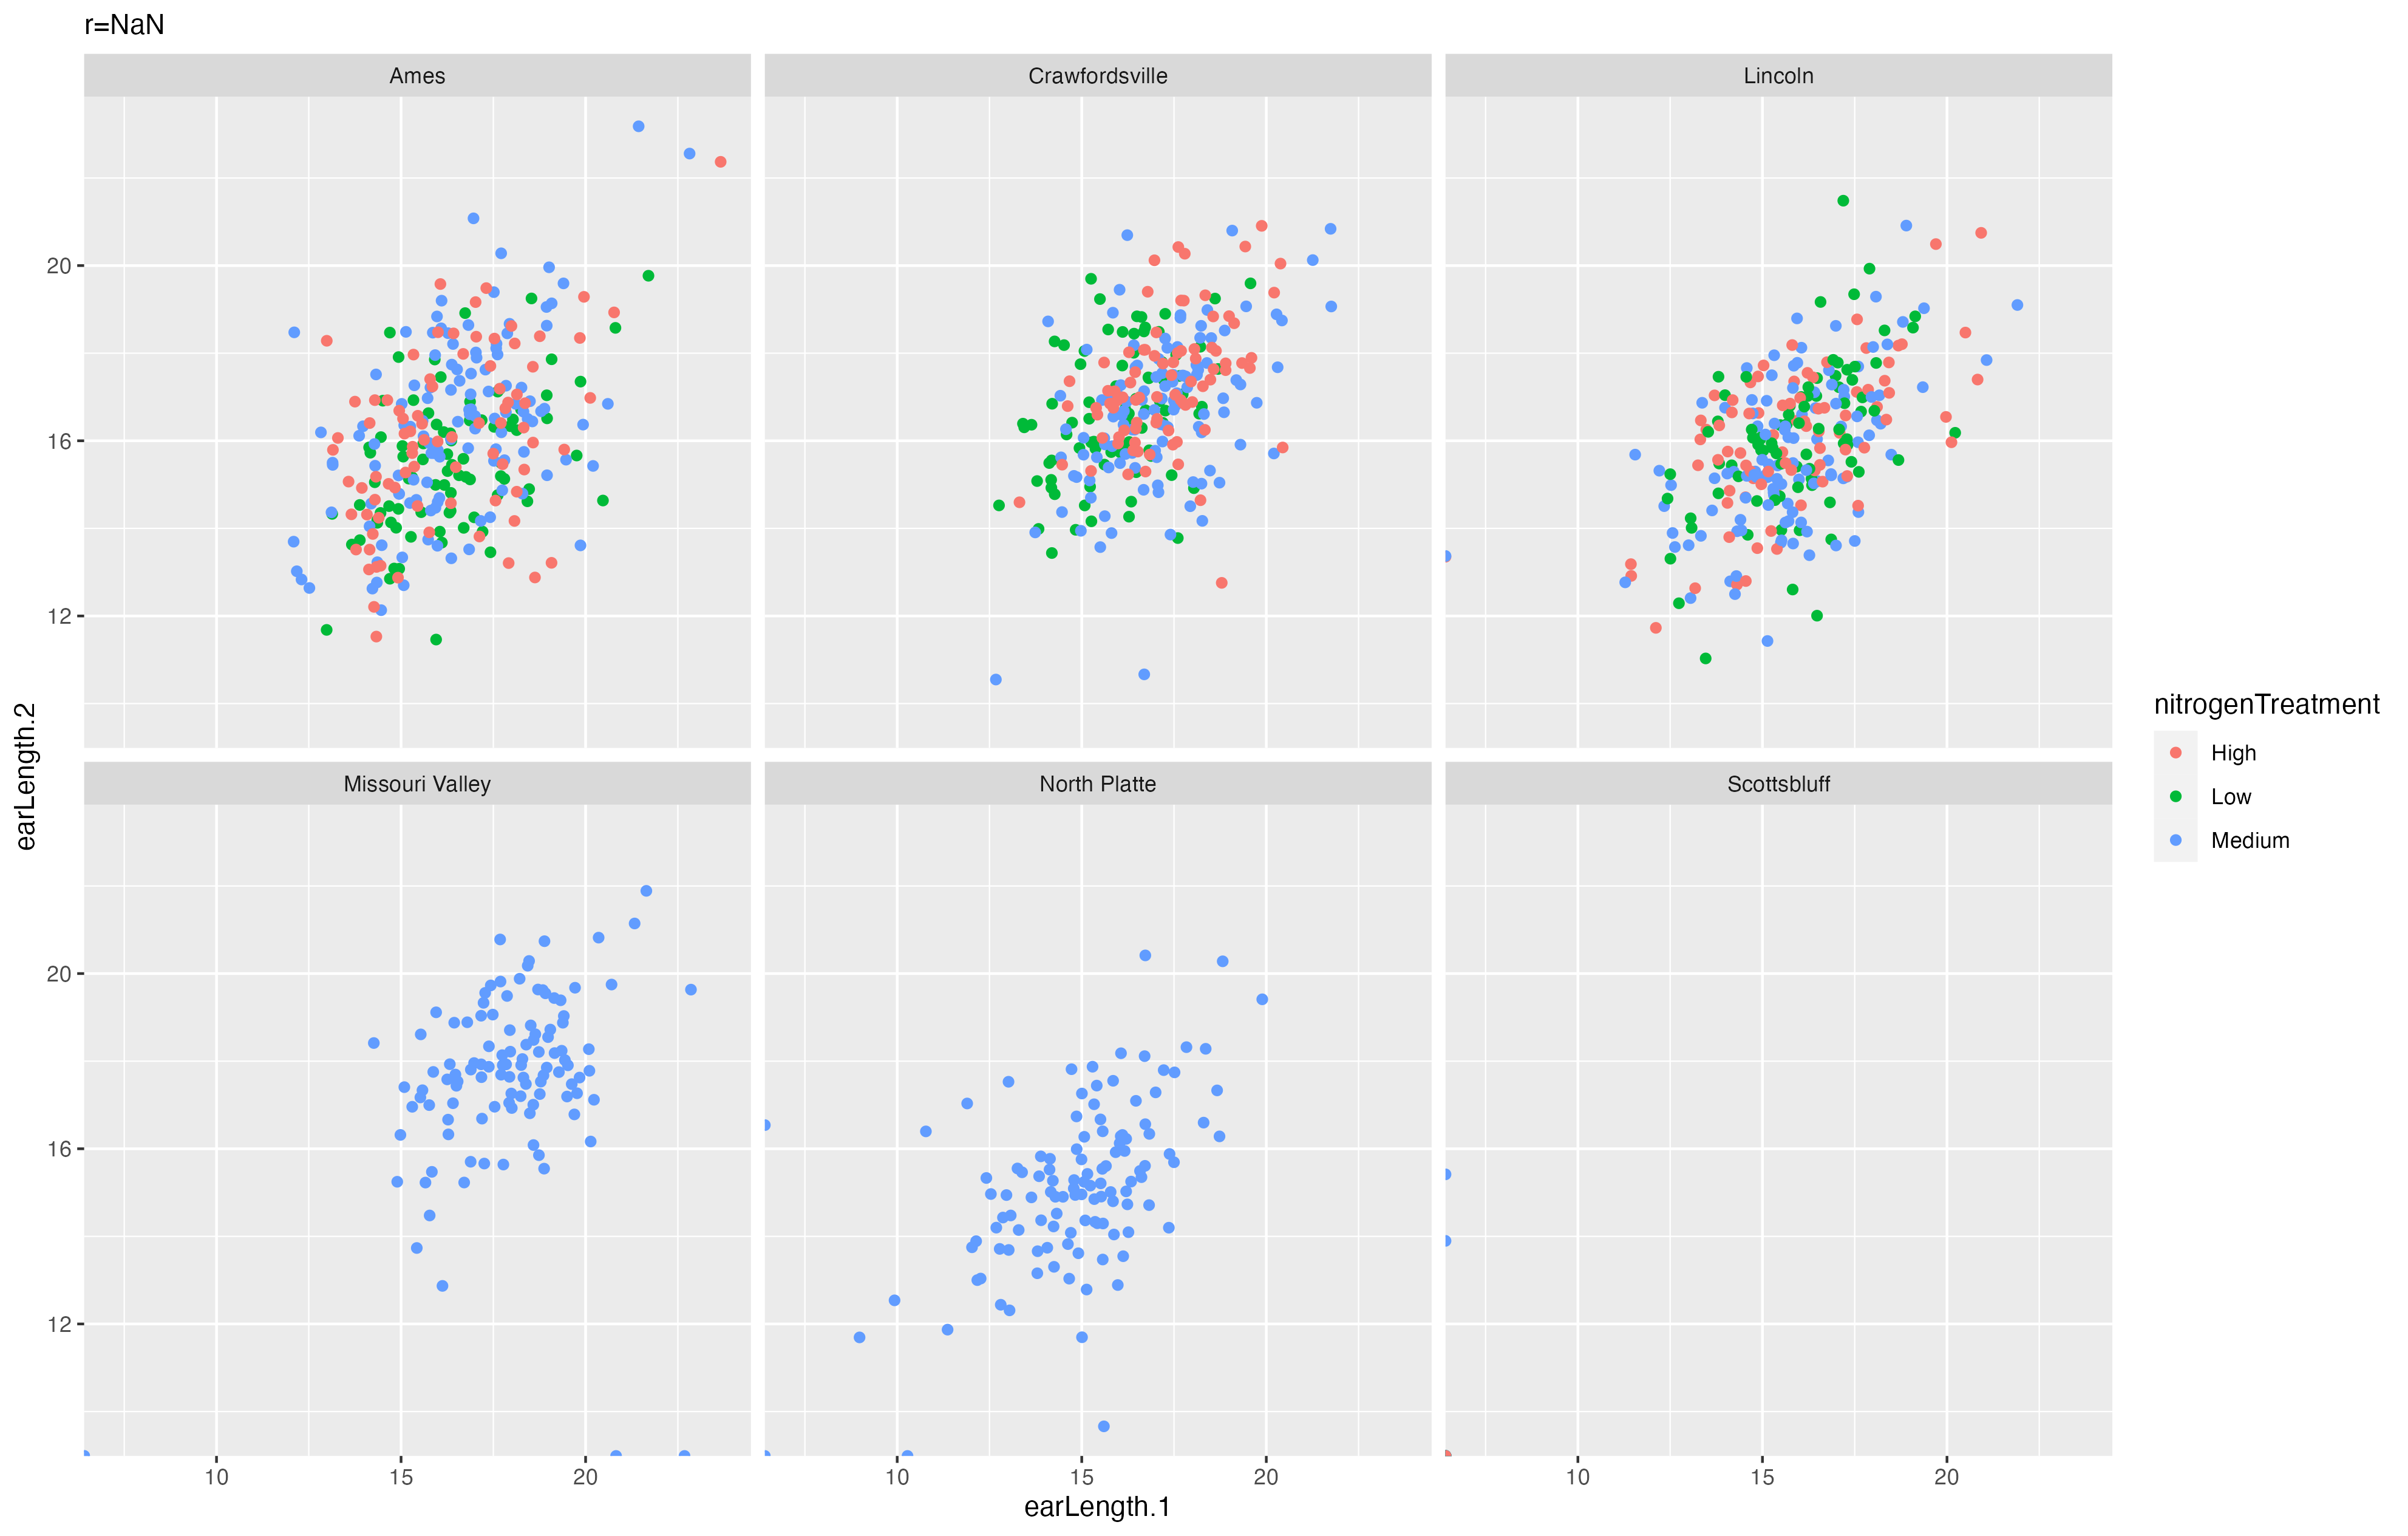 r=NaN
Ames
Crawfordsville
Lincoln
20
16
12
earLength.2
Missouri Valley
North Platte
Scottsbluff
20
16
12
10
15
20
10
15
20
10
15
20
earLength.1
nitrogenTreatment
High
Low
Medium